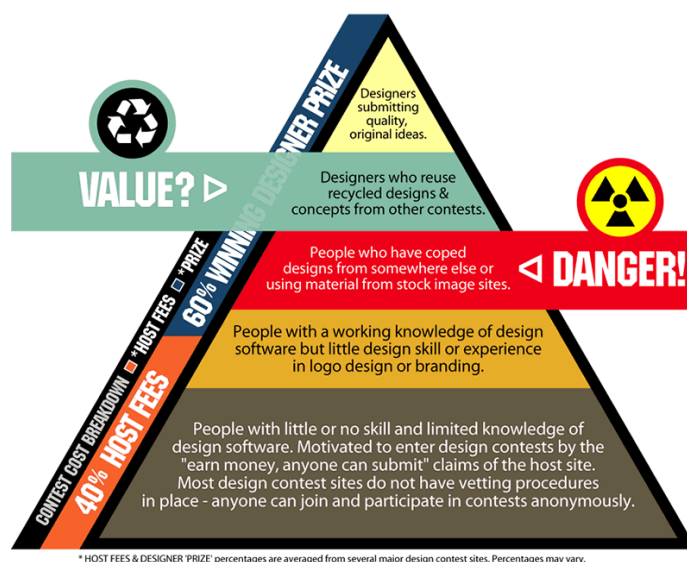 Designers
submitting
quality,
original ideas.
VALUE?
Designers who reuse
recycled designs &
concepts from other contests.
People who have coped
designs from somewhere else or
using material from stock image sites.
DANGER!
People with a working knowledge of design
software but little design skill or experience
in logo design or branding.
People with little or no skill and limited knowledge of
design software. Motivated to enter design contests by the
"earn money, anyone can submit" claims of the host site.
Most design contest sites do not have vetting procedures
in place - anyone can join and participate in contests anonymously.
60% WINNING DESIGNER PRIZE
40% HOST FEES
CONTEST COST BREAKDOWN *HOST FEES *PRIZE
* HOST FEES & DESIGNER 'PRIZE' percentages are averaged from several major design contest sites. Percentages may vary.